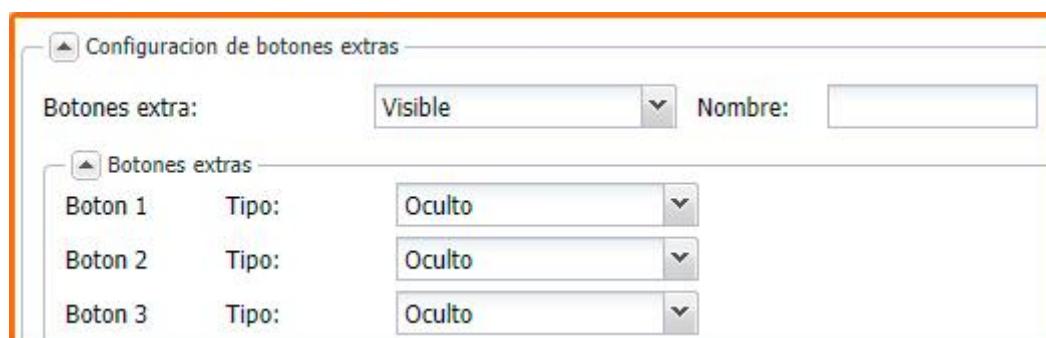 Configuracion de botones extras
Botones extra: Visible Nombre:
Botones extras
Boton 1 Tipo: Oculto
Boton 2 Tipo: Oculto
Boton 3 Tipo: Oculto